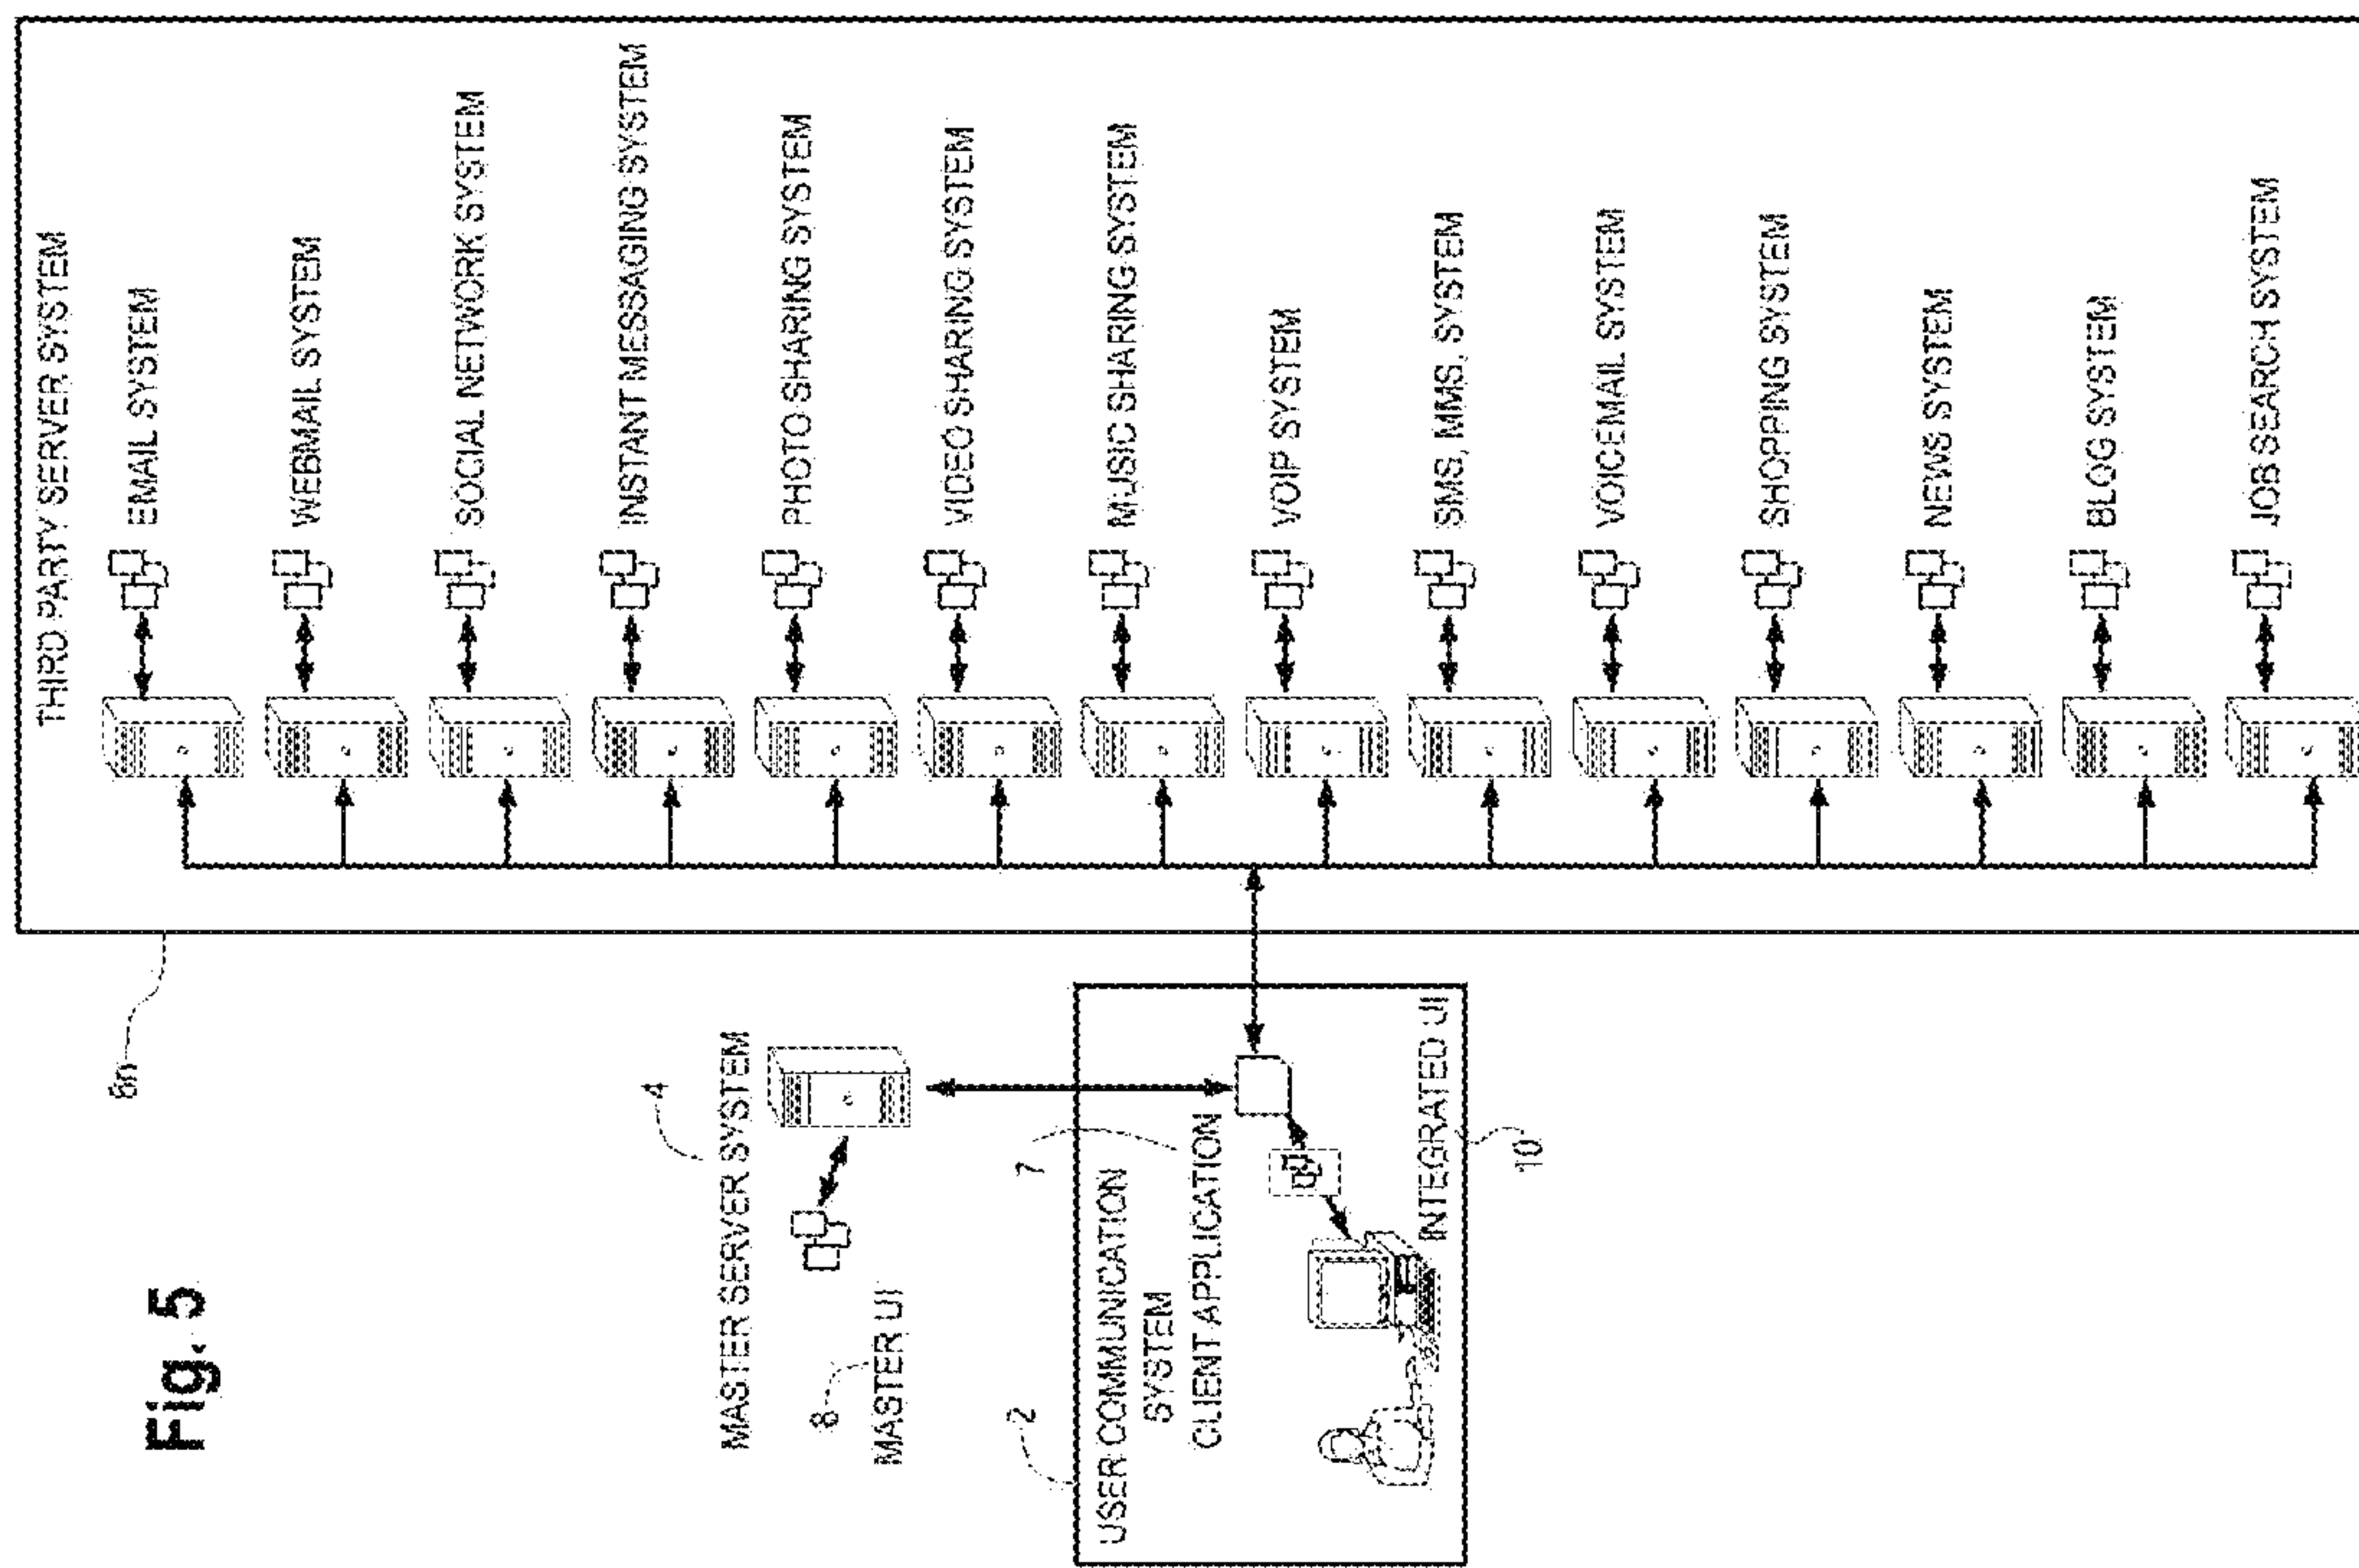 Fig. 5
THIRD PARTY SERVER SYSTEM
EMAIL SYSTEM
WEBMAIL SYSTEM
SOCIAL NETWORK SYSTEM
INSTANT MESSAGING SYSTEM
PHOTO SHARING SYSTEM
VIDEO SHARING SYSTEM
MUSIC SHARING SYSTEM
VOIP SYSTEM
SMS, MMS, SYSTEM
VOICEMAIL SYSTEM
SHOPPING SYSTEM
NEWS SYSTEM
BLOG SYSTEM
JOB SEARCH SYSTEM
6n
4
MASTER SERVER SYSTEM
8
MASTER UI
2
7
USER COMMUNICATION
SYSTEM
CLIENT APPLICATION
INTEGRATED UI
10